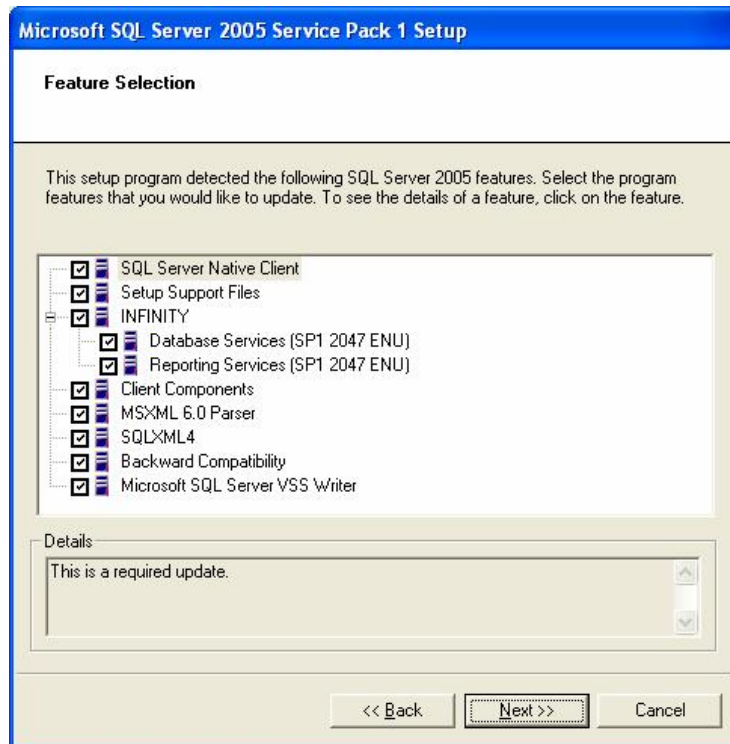 Microsoft SQL Server 2005 Service Pack 1 Setup
Feature Selection
This setup program detected the following SQL Server 2005 features. Select the program
features that you would like to update. To see the details of a feature, click on the feature.
SQL Server Native Client
Setup Support Files
INFINITY
Database Services (SP1 2047 ENU)
Reporting Services (SP1 2047 ENU)
Client Components
MSXML 6.0 Parser
SQLXML4
Backward Compatibility
Microsoft SQL Server VSS Writer
Details
This is a required update.
<< Back
Next >>
Cancel